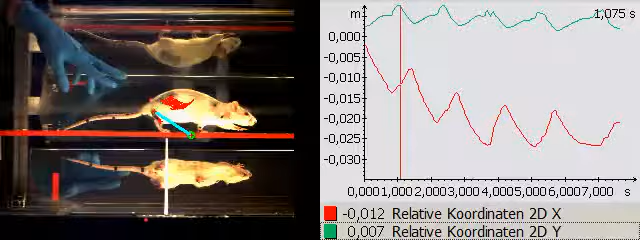 m
1,075 s
0,000
-0,005
-0,010
-0,015
-0,020
-0,025
-0,030
0,0001,0002,0003,0004,0005,0006,0007,000 s
-0,012 Relative Koordinaten 2D X
0,007 Relative Koordinaten 2D Y